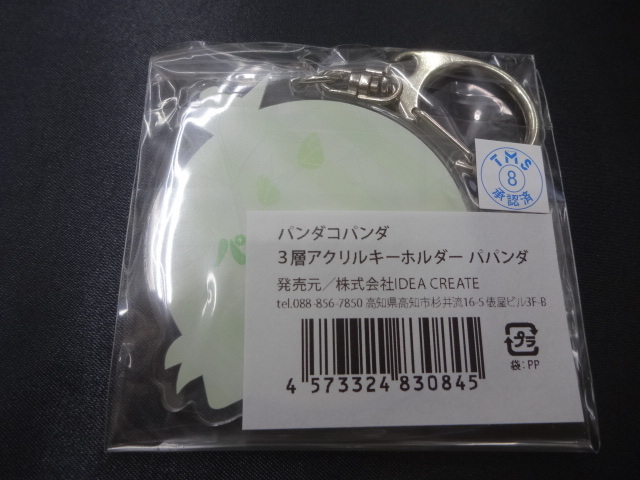 TMS
8
承認済
パ
パンダコパンダ
3層アクリルキーホルダー パパンダ
発売元／株式会社IDEA CREATE
tel.088-856-7850 高知県高知市杉井流16-5 俵屋ビル3F-B
4 573324 830845
プラ
袋：PP